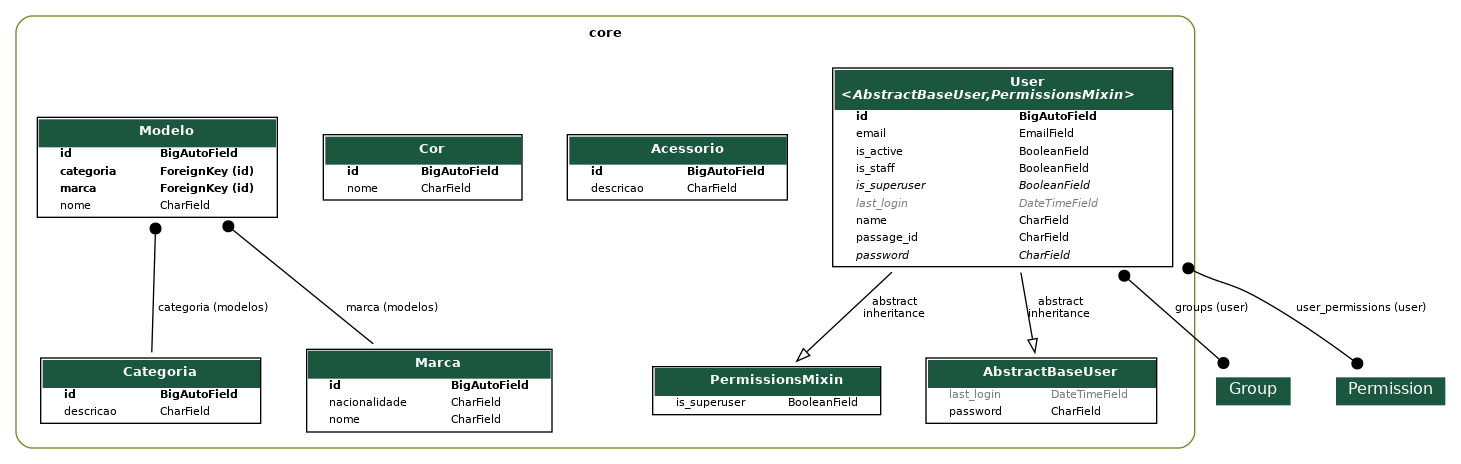 core
Modelo
id BigAutoField
categoria ForeignKey (id)
marca ForeignKey (id)
nome CharField
Cor
id BigAutoField
nome CharField
Acessorio
id BigAutoField
descricao CharField
User
<AbstractBaseUser,PermissionsMixin>
id BigAutoField
email EmailField
is_active BooleanField
is_staff BooleanField
is_superuser BooleanField
last_login DateTimeField
name CharField
passage_id CharField
password CharField
categoria (modelos)
marca (modelos)
abstract
inheritance
abstract
inheritance
groups (user)
user_permissions (user)
Categoria
id BigAutoField
descricao CharField
Marca
id BigAutoField
nacionalidade CharField
nome CharField
PermissionsMixin
is_superuser BooleanField
AbstractBaseUser
last_login DateTimeField
password CharField
Group
Permission